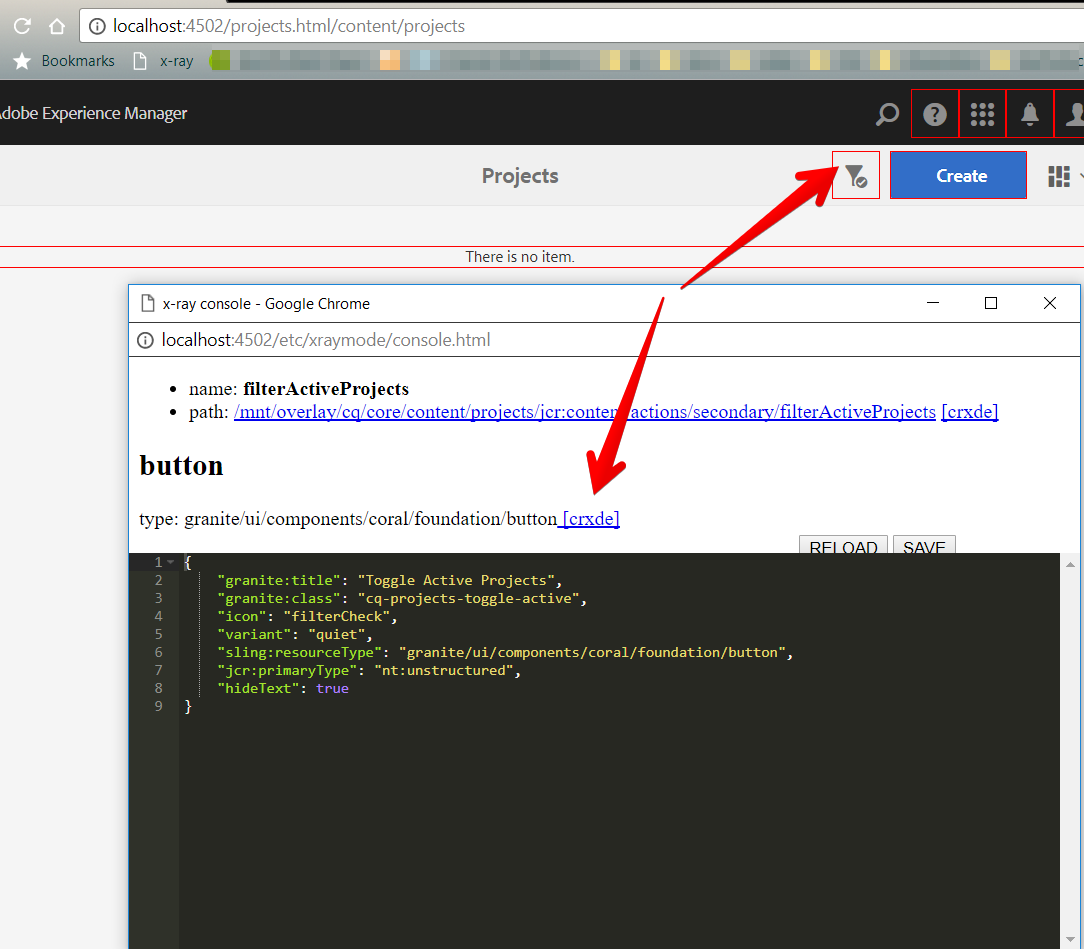 localhost:4502/projects.html/content/projects
Bookmarks x-ray
Adobe Experience Manager
Projects
Create
There is no item.
x-ray console - Google Chrome
localhost:4502/etc/xraymode/console.html
• name: filterActiveProjects
• path: /mnt/overlay/cq/core/content/projects/jcr:content/actions/secondary/filterActiveProjects [crxde]
button
type: granite/ui/components/coral/foundation/button [crxde]
RELOAD SAVE
1 {
2 "granite:title": "Toggle Active Projects",
3 "granite:class": "cq-projects-toggle-active",
4 "icon": "filterCheck",
5 "variant": "quiet",
6 "sling:resourceType": "granite/ui/components/coral/foundation/button",
7 "jcr:primaryType": "nt:unstructured",
8 "hideText": true
9 }